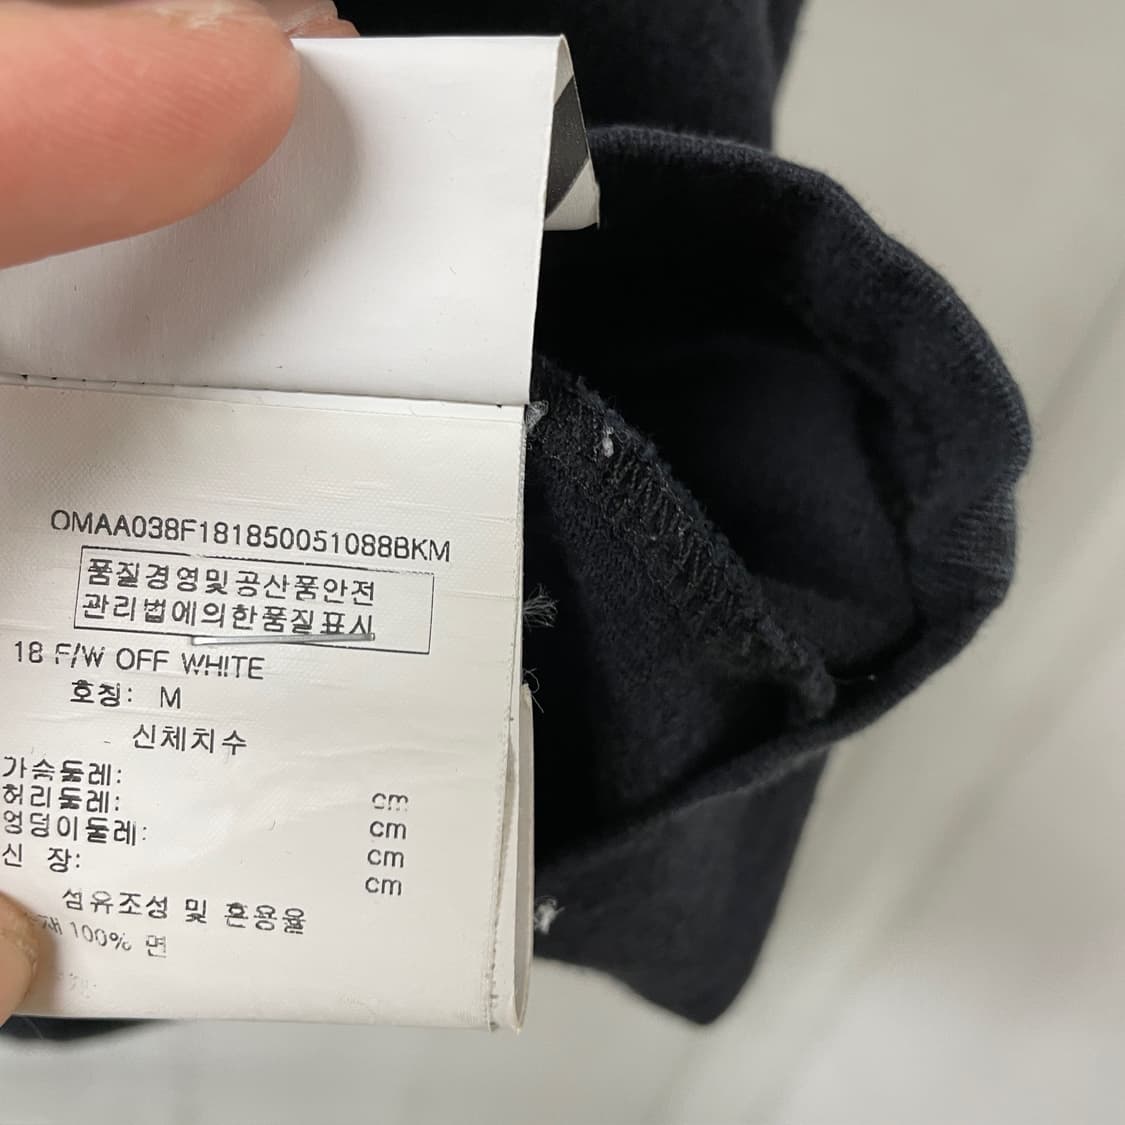 OMAA038F181850051088BKM
품질경영및공산품안전
관리법에의한품질표시
18 F/W OFF WHITE
호칭: M
신체치수
가슴둘레: cm
허리둘레: cm
엉덩이둘레: cm
신 장: cm
섬유조성 및 혼용율
100% 면